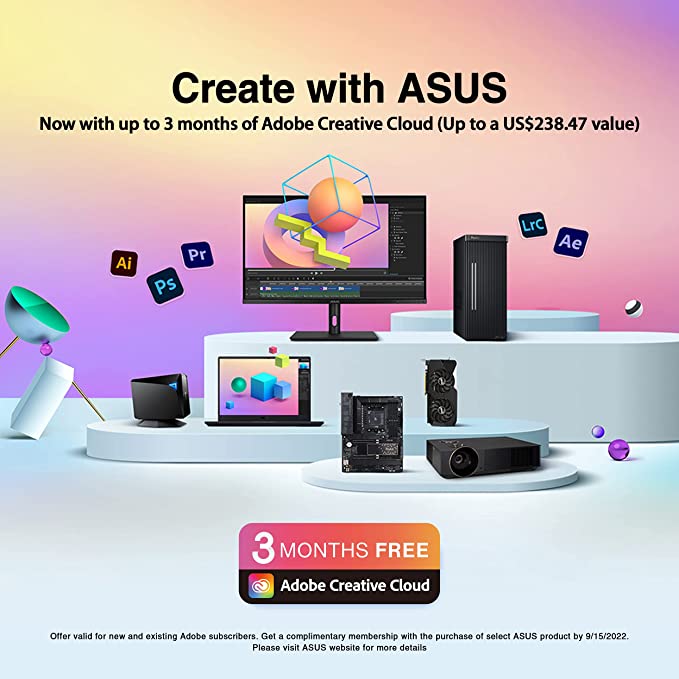 Create with ASUS
Now with up to 3 months of Adobe Creative Cloud (Up to a US$238.47 value)
Lrc
Ae
Pr
Ai
Ps
3 MONTHS FREE
Adobe Creative Cloud
Offer valid for new and existing Adobe subscribers. Get a complimentary membership with the purchase of select ASUS product by 9/15/2022.
Please visit ASUS website for more details